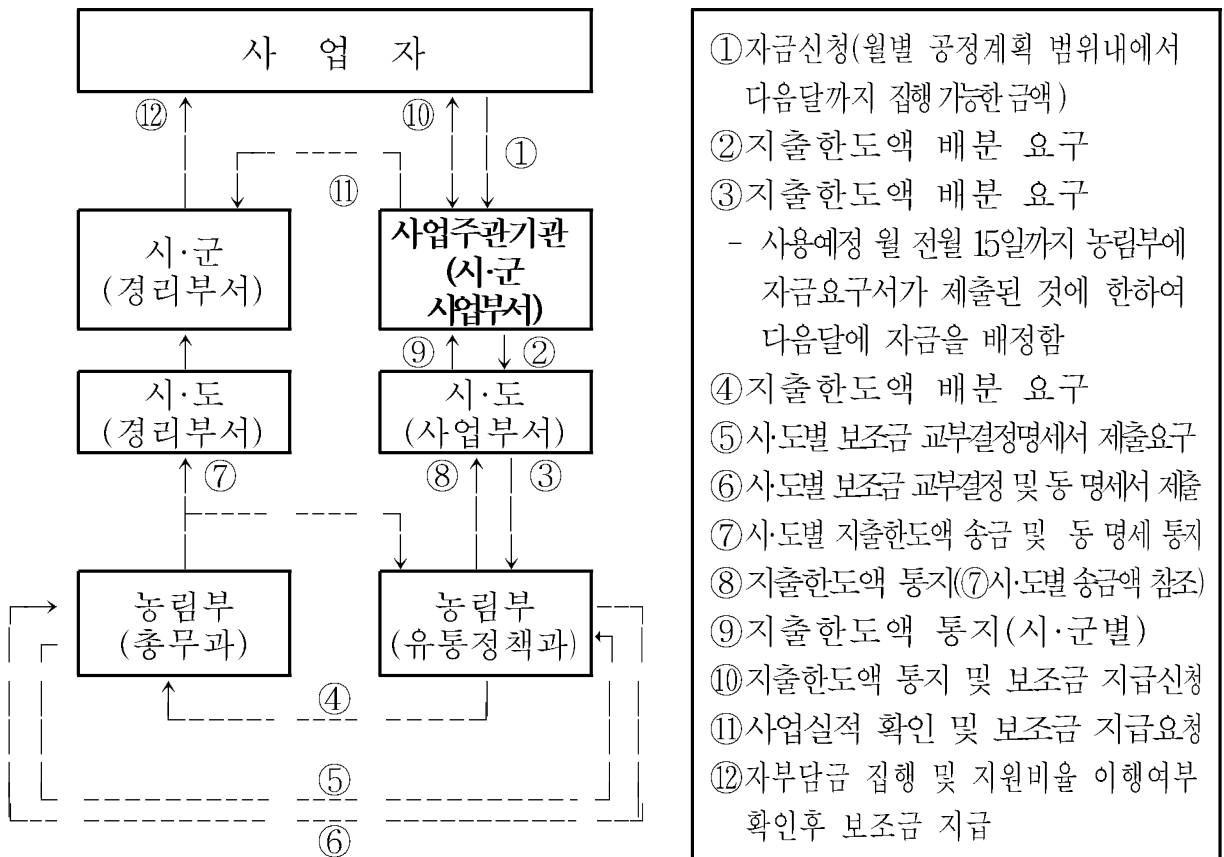 사 업 자
⑫
⑩
①
⑪
시·군
(경리부서)
사업주관기관
(시·군
사업부서)
⑨
②
시·도
(경리부서)
시·도
(사업부서)
⑦
⑧
③
농림부
(총무과)
농림부
(유통정책과)
④
⑤
⑥
①자금신청(월별 공정계획 범위내에서
다음달까지 집행가능한금액)
②지출한도액 배분 요구
③지출한도액 배분 요구
- 사용예정 월 전월 15일까지 농림부에
자금요구서가 제출된 것에 한하여
다음달에 자금을 배정함
④지출한도액 배분 요구
⑤시·도별 보조금 교부결정명세서 제출요구
⑥시·도별 보조금 교부결정 및 동 명세서 제출
⑦시·도별 지출한도액 송금 및 동 명세 통지
⑧지출한도액 통지(⑦시·도별 송금액 참조)
⑨지출한도액 통지(시·군별)
⑩지출한도액 통지 및 보조금 지급신청
⑪사업실적 확인 및 보조금 지급요청
⑫자부담금 집행 및 지원비율 이행여부
확인후 보조금 지급